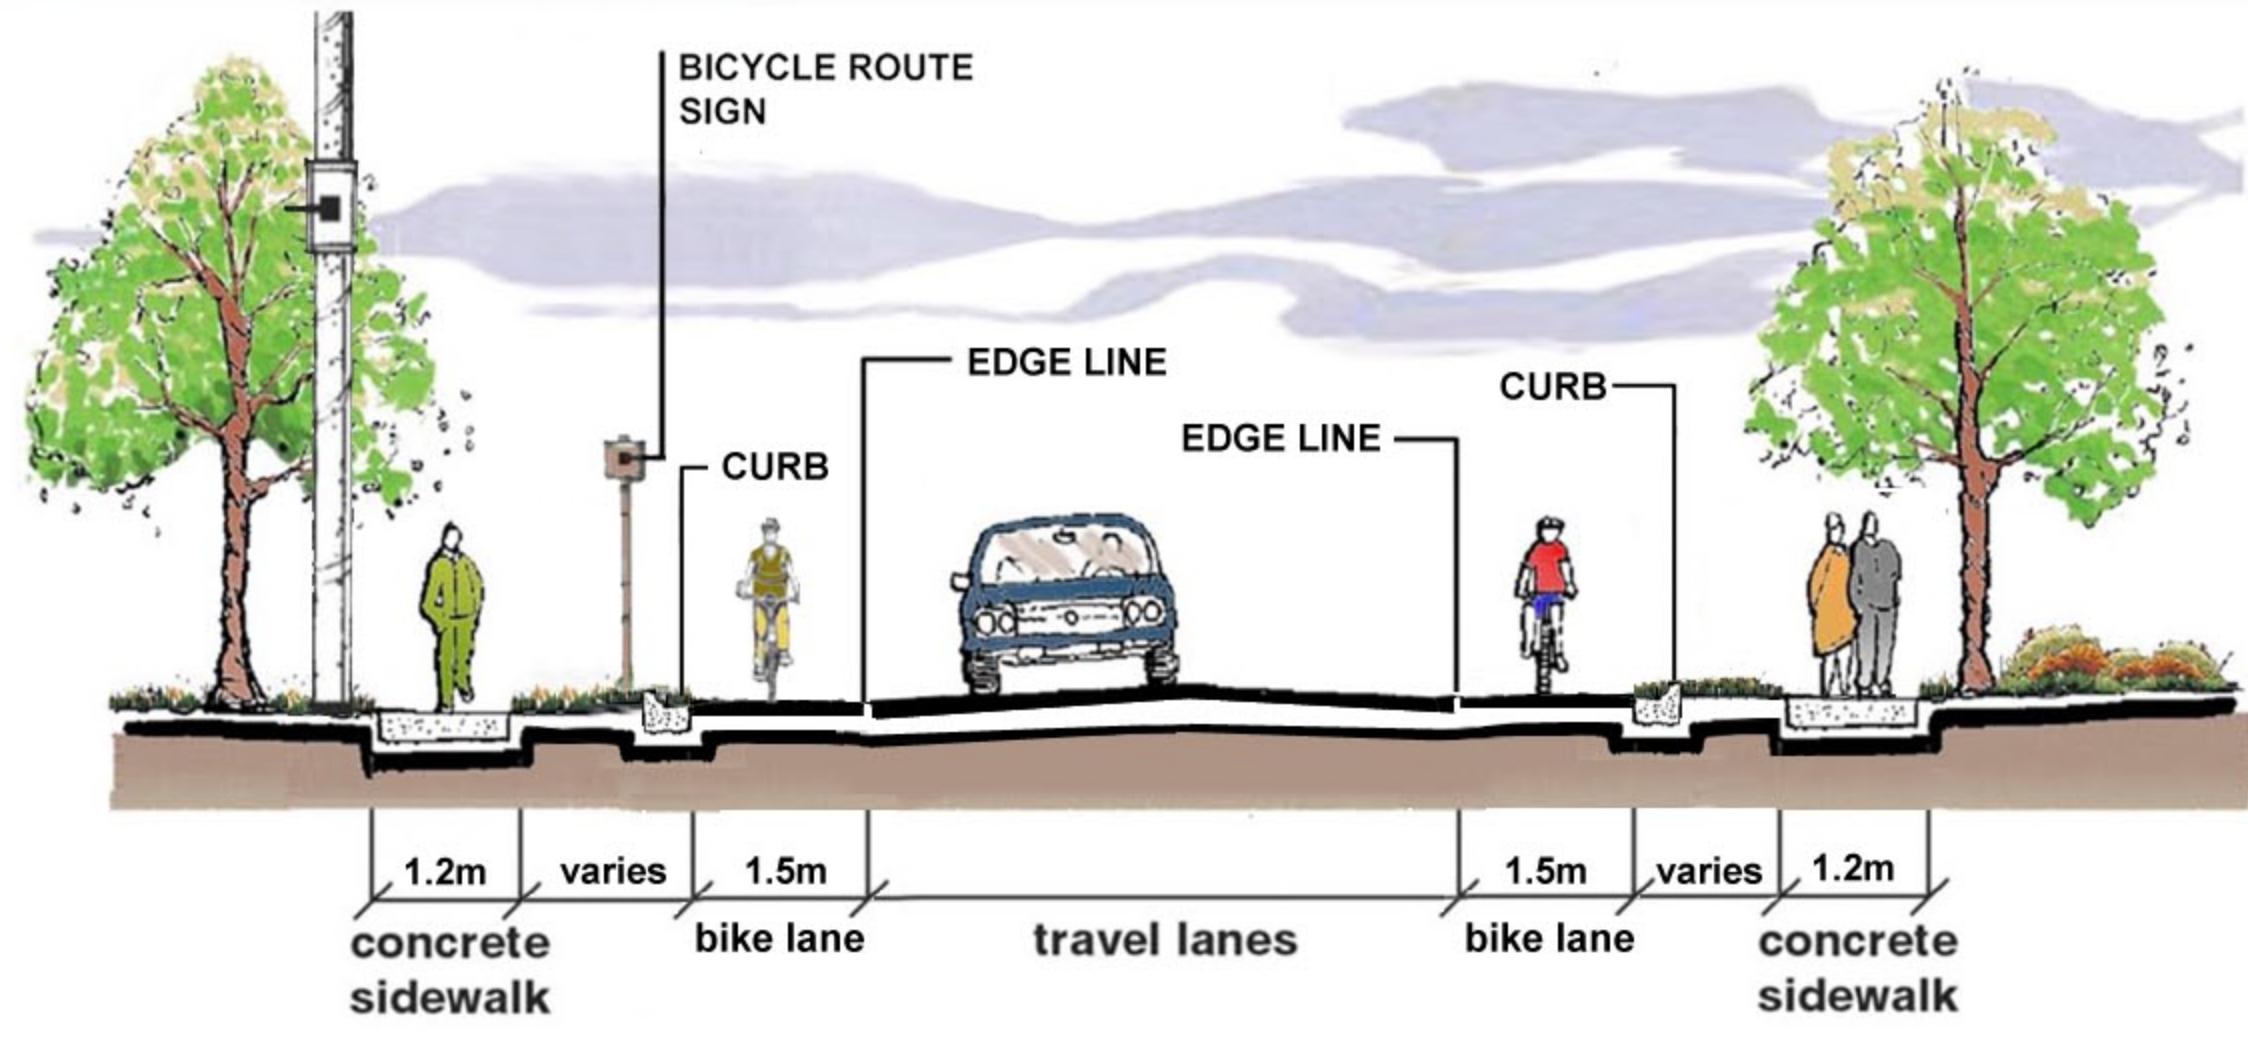 BICYCLE ROUTE
SIGN
EDGE LINE
CURB
EDGE LINE
CURB
1.2m
varies
1.5m
1.5m
varies
1.2m
concrete
sidewalk
bike lane
travel lanes
bike lane
concrete
sidewalk